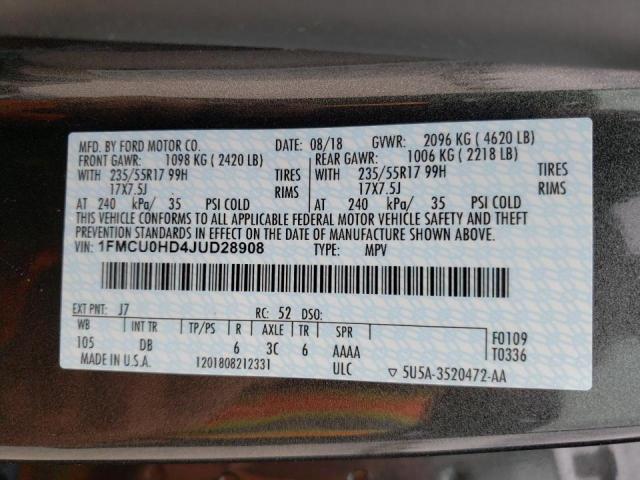 MFD. BY FORD MOTOR CO. DATE: 08/18 GVWR: 2096 KG ( 4620 LB)
FRONT GAWR: 1098 KG ( 2420 LB) REAR GAWR: 1006 KG ( 2218 LB)
WITH 235/55R17 99H TIRES WITH 235/55R17 99H TIRES
17X7.5J RIMS 17X7.5J RIMS
AT 240 kPa/ 35 PSI COLD AT 240 kPa/ 35 PSI COLD
THIS VEHICLE CONFORMS TO ALL APPLICABLE FEDERAL MOTOR VEHICLE SAFETY AND THEFT
PREVENTION STANDARDS IN EFFECT ON THE DATE OF MANUFACTURE SHOWN ABOVE.
VIN: 1FMCU0HD4JUD28908 TYPE: MPV
EXT PNT: J7 RC: 52 DSO:
WB INT TR TP/PS R AXLE TR SPR F0109
105 DB 6 3C 6 AAAA T0336
MADE IN U.S.A. 1201808212331 ULC ▽ 5U5A-3520472-AA